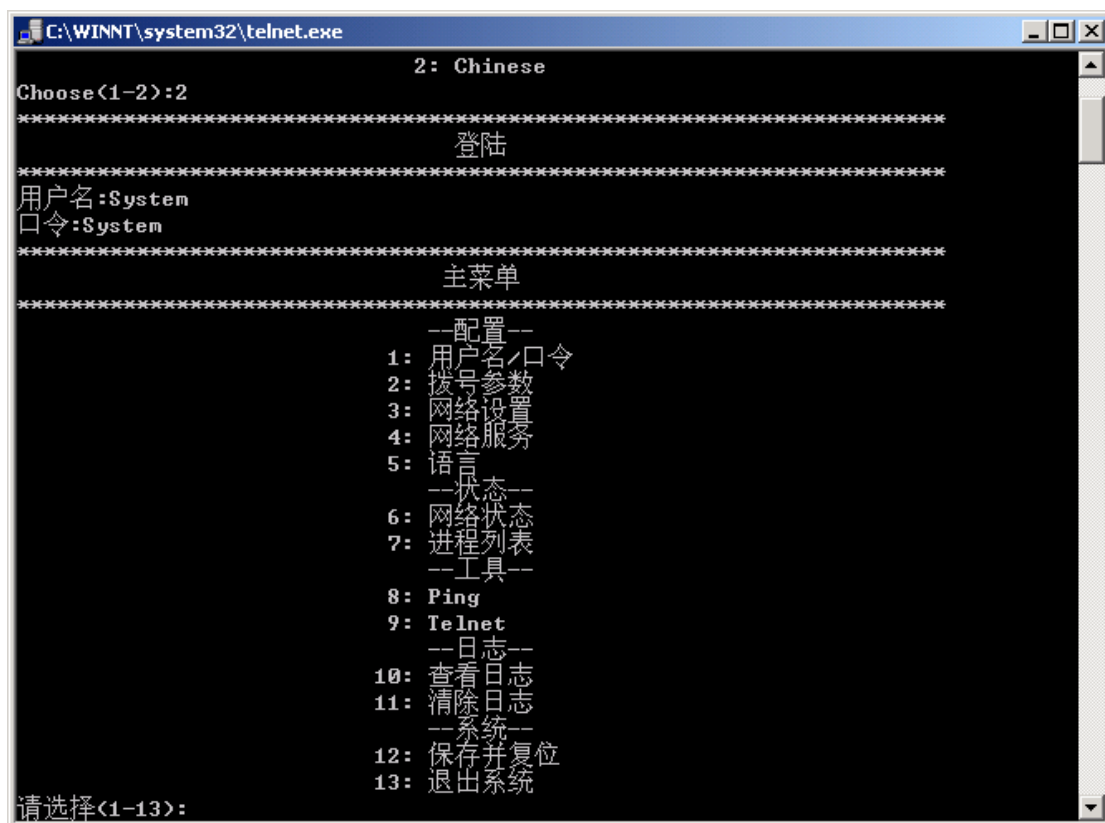 C:\WINNT\system32\telnet.exe
2: Chinese
Choose(1-2):2
*********************************************************************
登陆
*********************************************************************
用户名:System
口令:System
*********************************************************************
主菜单
*********************************************************************
--配置--
1: 用户名/口令
2: 拨号参数
3: 网络设置
4: 网络服务
5: 语言
--状态--
6: 网络状态
7: 进程列表
--工具--
8: Ping
9: Telnet
--日志--
10: 查看日志
11: 清除日志
--系统--
12: 保存并复位
13: 退出系统
请选择(1-13):